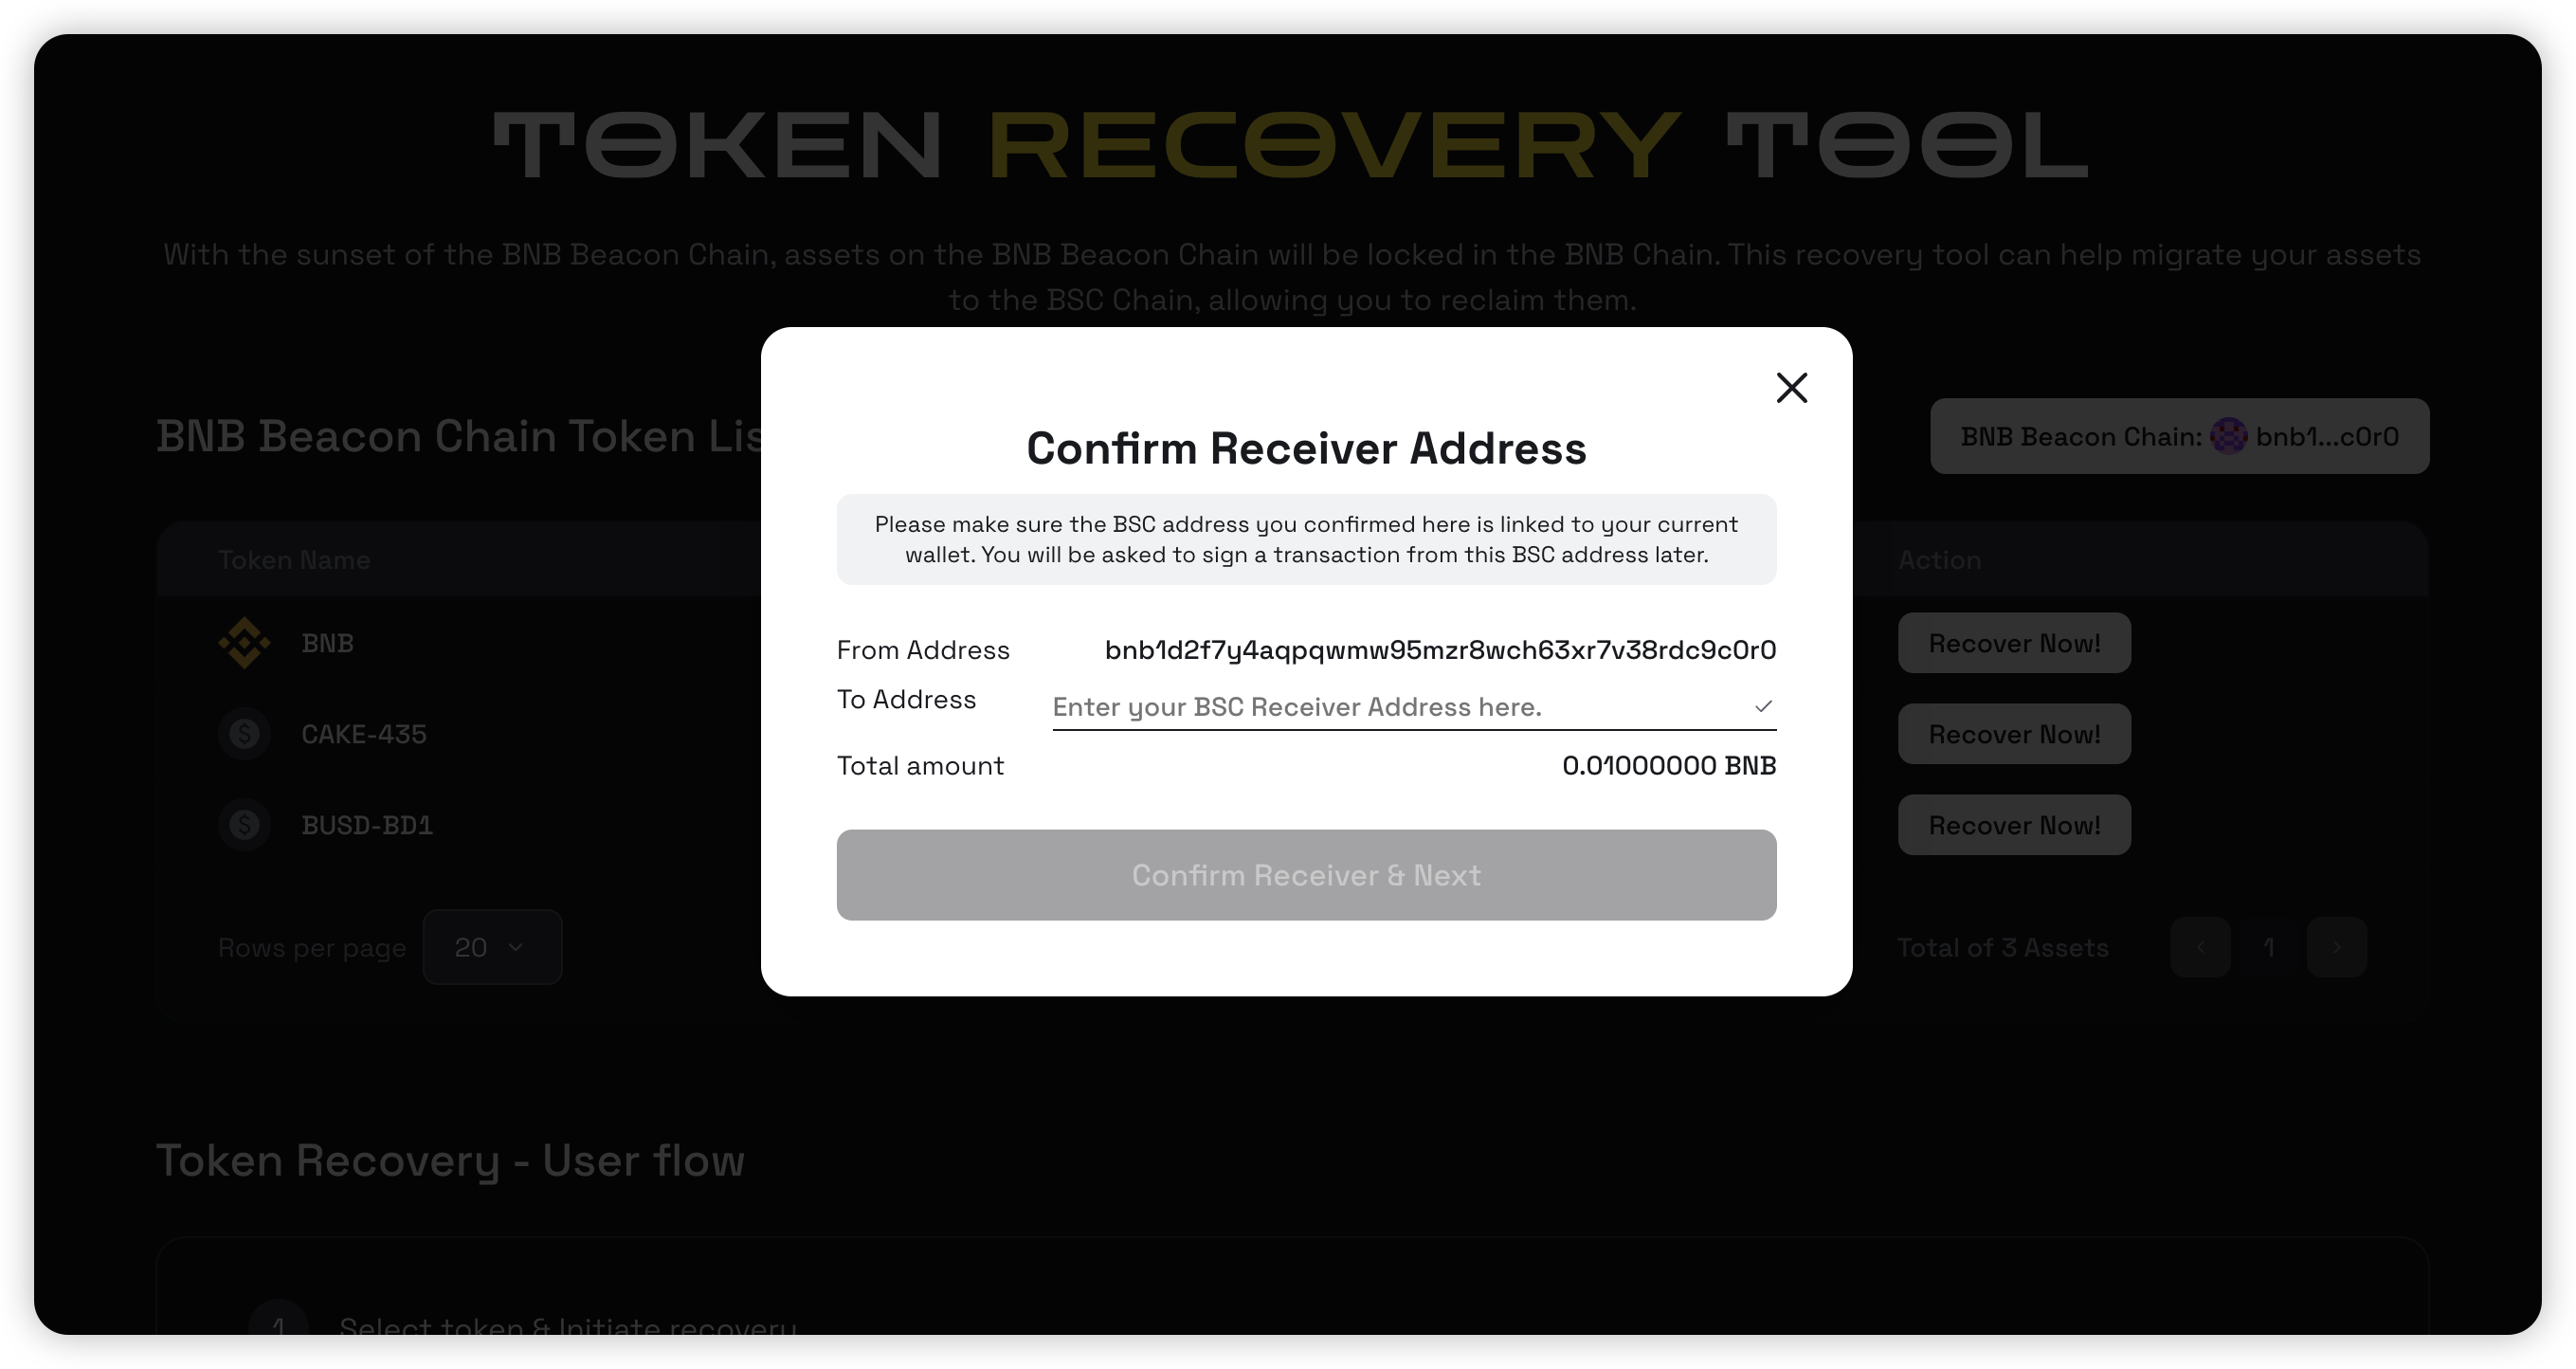 TOKEN RECOVERY TOOL
With the sunset of the BNB Beacon Chain, assets on the BNB Beacon Chain will be locked in the BNB Chain. This recovery tool can help migrate your assets
to the BSC Chain, allowing you to reclaim them.
BNB Beacon Chain Token Lis
BNB Beacon Chain: bnb1...c0r0
Token Name
Action
BNB
Recover Now!
CAKE-435
Recover Now!
BUSD-BD1
Recover Now!
Rows per page
20
Total of 3 Assets
1
Confirm Receiver Address
Please make sure the BSC address you confirmed here is linked to your current
wallet. You will be asked to sign a transaction from this BSC address later.
From Address bnb1d2f7y4aqpqwmw95mzr8wch63xr7v38rdc9c0r0
To Address Enter your BSC Receiver Address here.
Total amount 0.01000000 BNB
Confirm Receiver & Next
Token Recovery - User flow
1 Select token & Initiate recovery